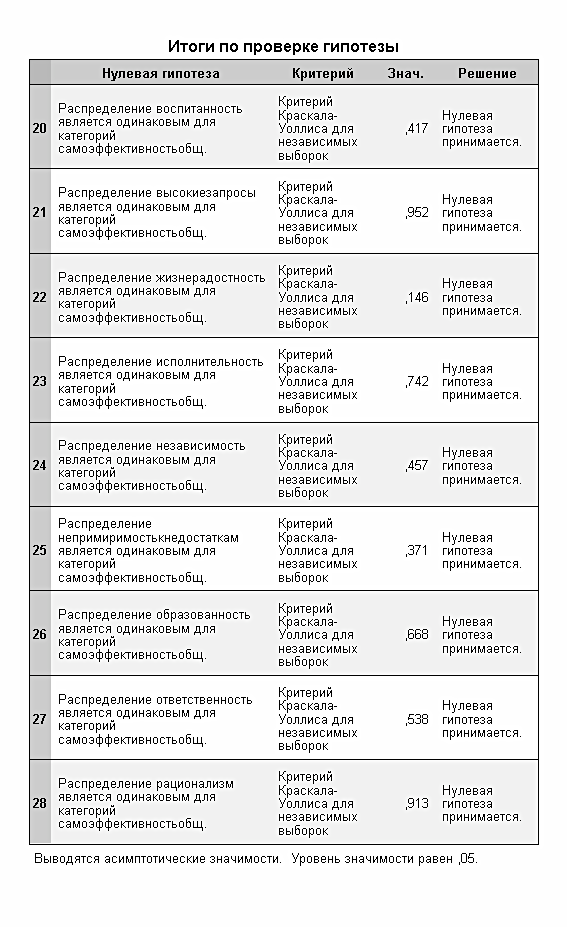 Итоги по проверке гипотезы
Нулевая гипотеза Критерий Знач. Решение
20
Распределение воспитанность
является одинаковым для
категорий
самоэффективностьобщ.
Критерий
Краскала-
Уоллиса для
независимых
выборок
,417
Нулевая
гипотеза
принимается.
21
Распределение высокиезапросы
является одинаковым для
категорий
самоэффективностьобщ.
Критерий
Краскала-
Уоллиса для
независимых
выборок
,952
Нулевая
гипотеза
принимается.
22
Распределение жизнерадостность
является одинаковым для
категорий
самоэффективностьобщ.
Критерий
Краскала-
Уоллиса для
независимых
выборок
,146
Нулевая
гипотеза
принимается.
23
Распределение исполнительность
является одинаковым для
категорий
самоэффективностьобщ.
Критерий
Краскала-
Уоллиса для
независимых
выборок
,742
Нулевая
гипотеза
принимается.
24
Распределение независимость
является одинаковым для
категорий
самоэффективностьобщ.
Критерий
Краскала-
Уоллиса для
независимых
выборок
,457
Нулевая
гипотеза
принимается.
25
Распределение
непримиримостькнедостаткам
является одинаковым для
категорий
самоэффективностьобщ.
Критерий
Краскала-
Уоллиса для
независимых
выборок
,371
Нулевая
гипотеза
принимается.
26
Распределение образованность
является одинаковым для
категорий
самоэффективностьобщ.
Критерий
Краскала-
Уоллиса для
независимых
выборок
,668
Нулевая
гипотеза
принимается.
27
Распределение ответственность
является одинаковым для
категорий
самоэффективностьобщ.
Критерий
Краскала-
Уоллиса для
независимых
выборок
,538
Нулевая
гипотеза
принимается.
28
Распределение рационализм
является одинаковым для
категорий
самоэффективностьобщ.
Критерий
Краскала-
Уоллиса для
независимых
выборок
,913
Нулевая
гипотеза
принимается.
Выводятся асимптотические значимости. Уровень значимости равен ,05.